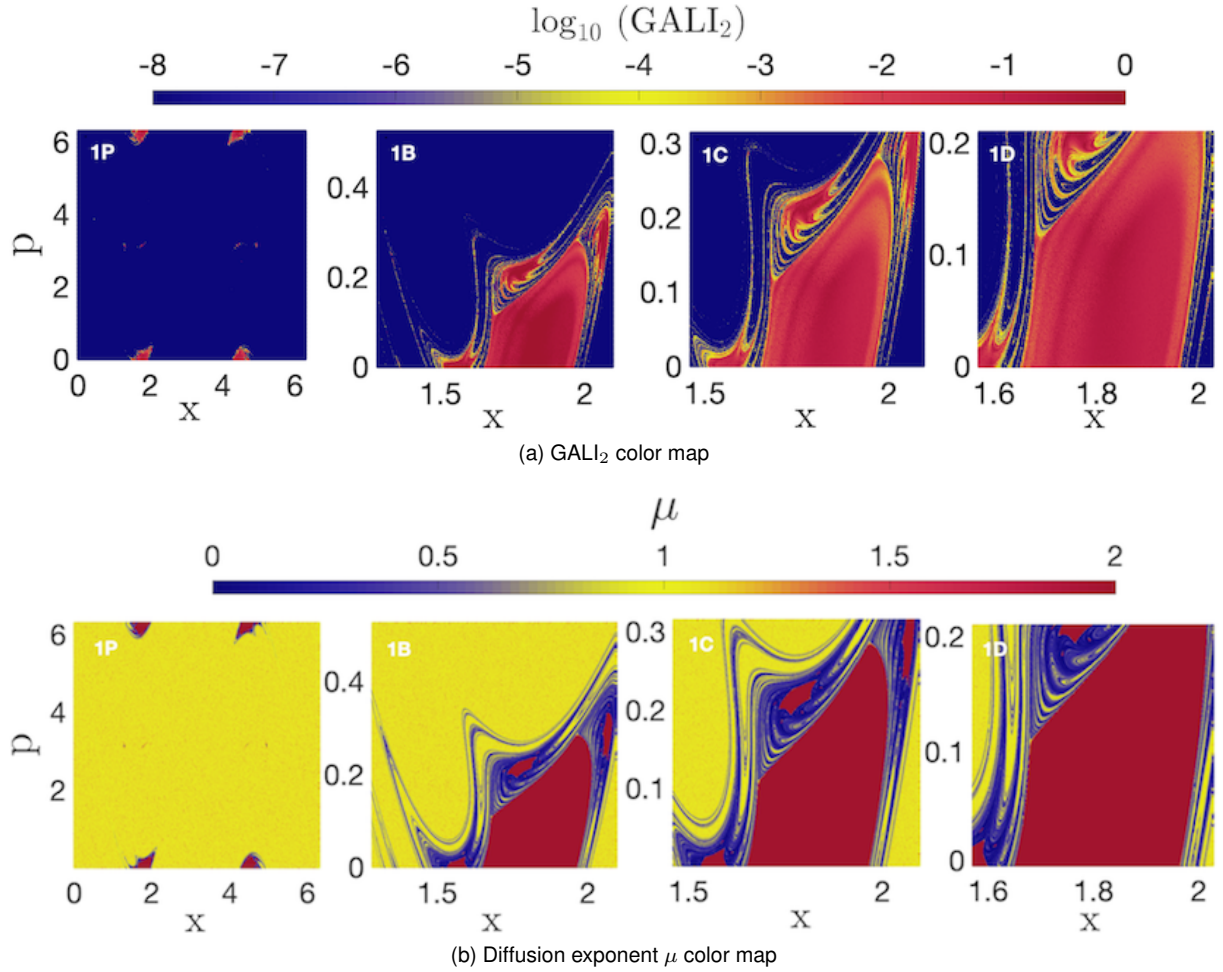 log₁₀ (GALI₂)
-8 -7 -6 -5 -4 -3 -2 -1 0
1P 1B 1C 1D
p
6 4 2 0
0 2 4 6
x
0.4 0.2 0
1.5 2
x
0.3 0.2 0.1 0
1.5 2
x
0.2 0.1 0
1.6 1.8 2
x
(a) GALI₂ color map
μ
0 0.5 1 1.5 2
1P 1B 1C 1D
p
6 4 2
0 2 4 6
x
0.4 0.2 0
1.5 2
x
0.3 0.2 0.1
1.5 2
x
0.2 0.1 0
1.6 1.8 2
x
(b) Diffusion exponent μ color map